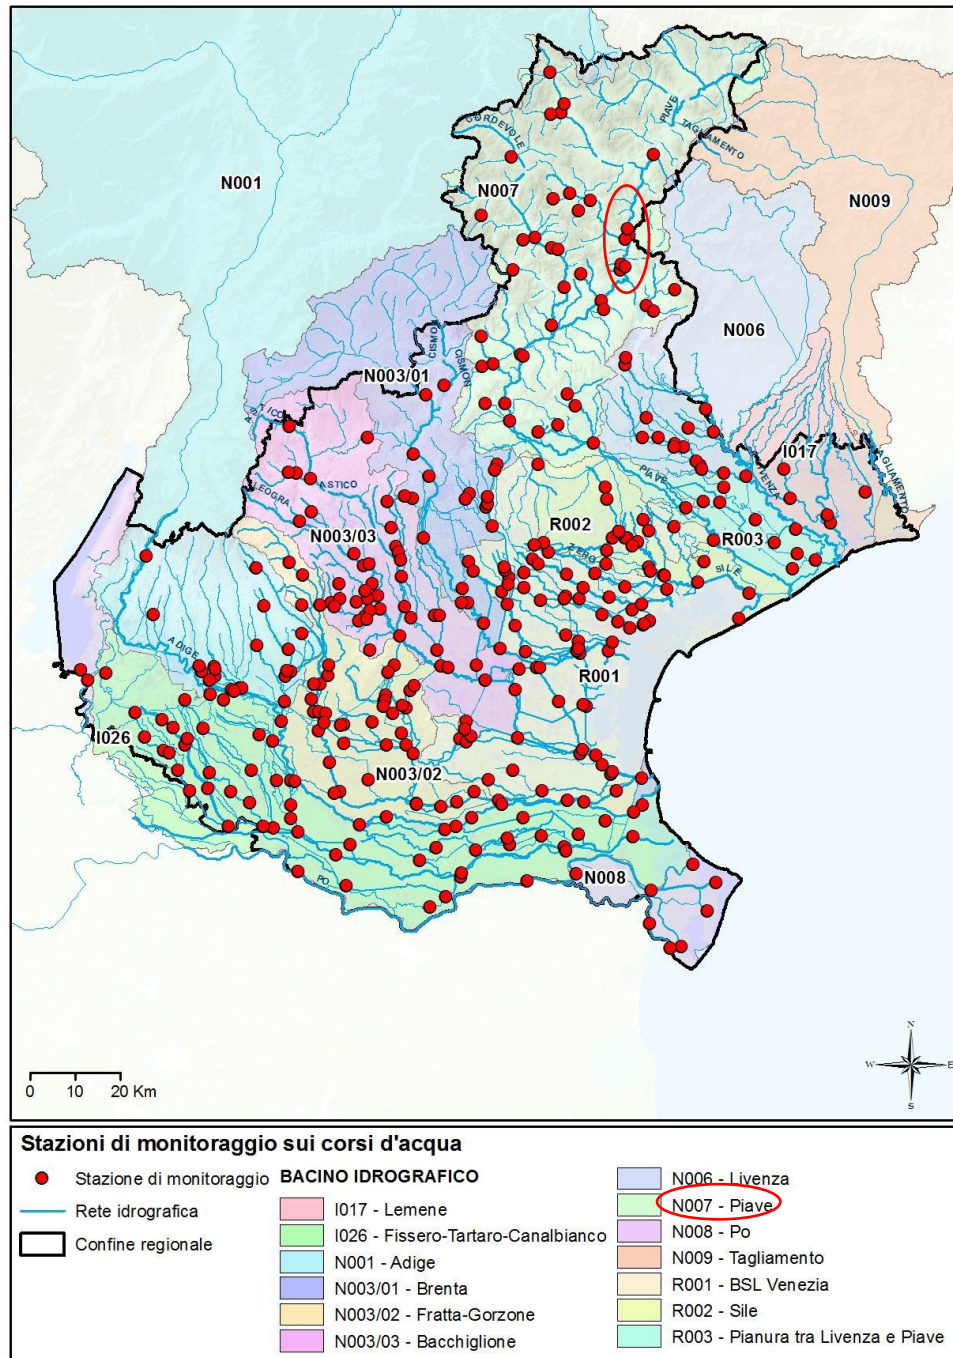 PIAVE
CORDEVOLE
TAGLIAMENTO
N001
N007
N009
N006
CISMON
CISMON
N003/01
ASTICO
I017
LEOGRA
ASTICO
PIAVE
LIVENZA
TAGLIAMENTO
R002
N003/03
R003
ZERO
SILE
ADIGE
R001
I026
N003/02
N008
PO
N
W
E
S
0 10 20 Km
Stazioni di monitoraggio sui corsi d'acqua
Stazione di monitoraggio
Rete idrografica
Confine regionale
BACINO IDROGRAFICO
I017 - Lemene
I026 - Fissero-Tartaro-Canalbianco
N001 - Adige
N003/01 - Brenta
N003/02 - Fratta-Gorzone
N003/03 - Bacchiglione
N006 - Livenza
N007 - Piave
N008 - Po
N009 - Tagliamento
R001 - BSL Venezia
R002 - Sile
R003 - Pianura tra Livenza e Piave